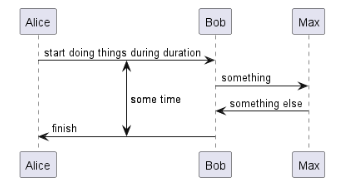 Alice Bob Max
start doing things during duration
something
some time
something else
finish
Alice Bob Max